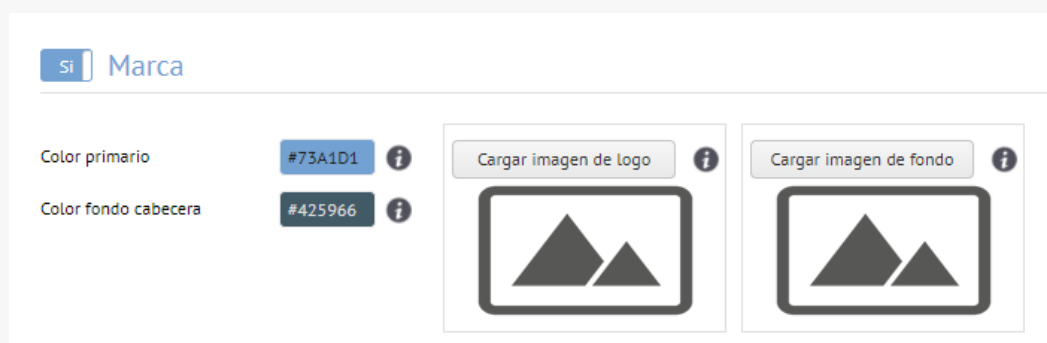 Si Marca
Color primario #73A1D1
Cargar imagen de logo
Cargar imagen de fondo
Color fondo cabecera #425966